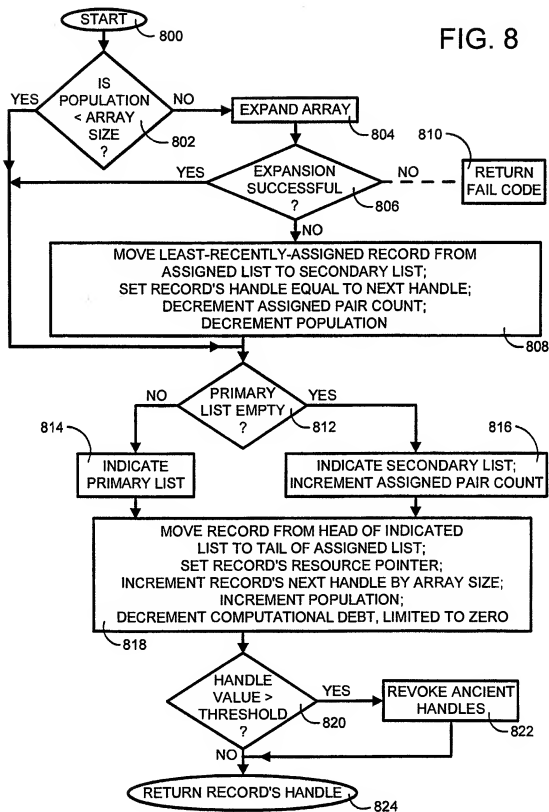 START
800
FIG. 8
IS
POPULATION
< ARRAY
SIZE
?
802
YES
NO
EXPAND ARRAY
804
EXPANSION
SUCCESSFUL
?
806
YES
NO
810
RETURN
FAIL CODE
NO
MOVE LEAST-RECENTLY-ASSIGNED RECORD FROM
ASSIGNED LIST TO SECONDARY LIST;
SET RECORD'S HANDLE EQUAL TO NEXT HANDLE;
DECREMENT ASSIGNED PAIR COUNT;
DECREMENT POPULATION
808
NO
PRIMARY
LIST EMPTY
?
812
YES
814
INDICATE
PRIMARY LIST
816
INDICATE SECONDARY LIST;
INCREMENT ASSIGNED PAIR COUNT
MOVE RECORD FROM HEAD OF INDICATED
LIST TO TAIL OF ASSIGNED LIST;
SET RECORD'S RESOURCE POINTER;
INCREMENT RECORD'S NEXT HANDLE BY ARRAY SIZE;
INCREMENT POPULATION;
DECREMENT COMPUTATIONAL DEBT, LIMITED TO ZERO
818
HANDLE
VALUE >
THRESHOLD
?
820
YES
REVOKE ANCIENT
HANDLES
822
NO
RETURN RECORD'S HANDLE
824